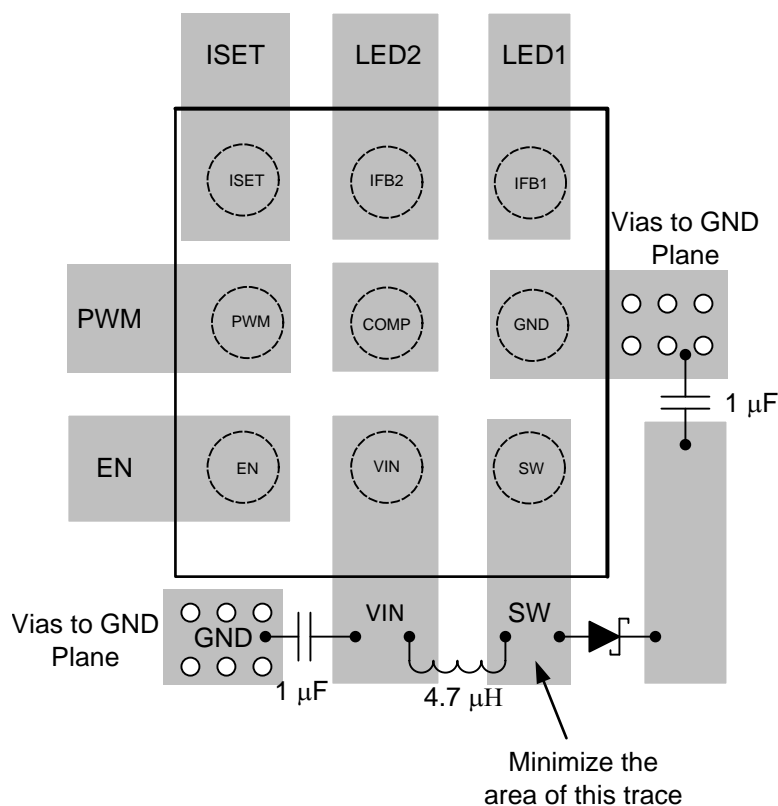 ISET
LED2
LED1
ISET
IFB2
IFB1
Vias to GND
Plane
PWM
PWM
COMP
GND
1 μF
EN
EN
VIN
SW
Vias to GND
Plane
GND
VIN
SW
1 μF
4.7 μH
Minimize the
area of this trace